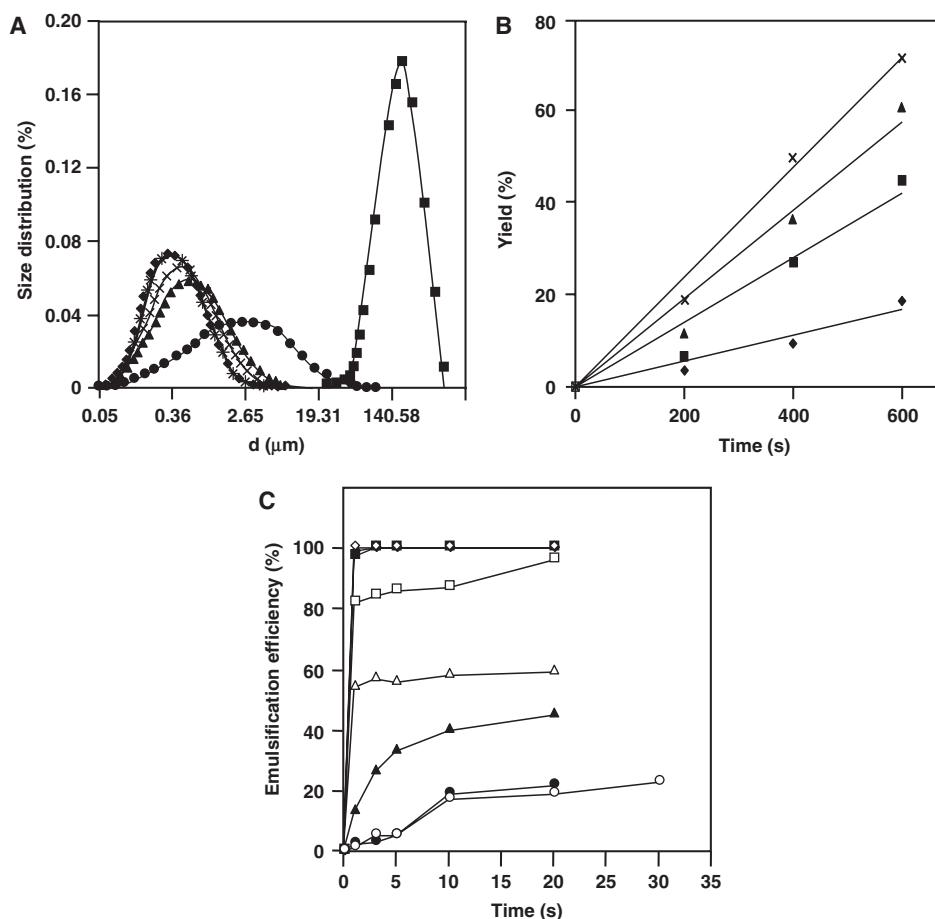 A
0.20
0.16
0.12
0.08
0.04
0
Size distribution (%)
0.05 0.36 2.65 19.31 140.58
d (μm)
B
80
60
40
20
0
Yield (%)
0 200 400 600
Time (s)
C
100
80
60
40
20
0
Emulsification efficiency (%)
0 5 10 15 20 25 30 35
Time (s)